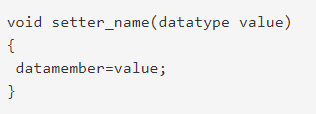 void setter_name(datatype value)
{
 datamember=value;
}